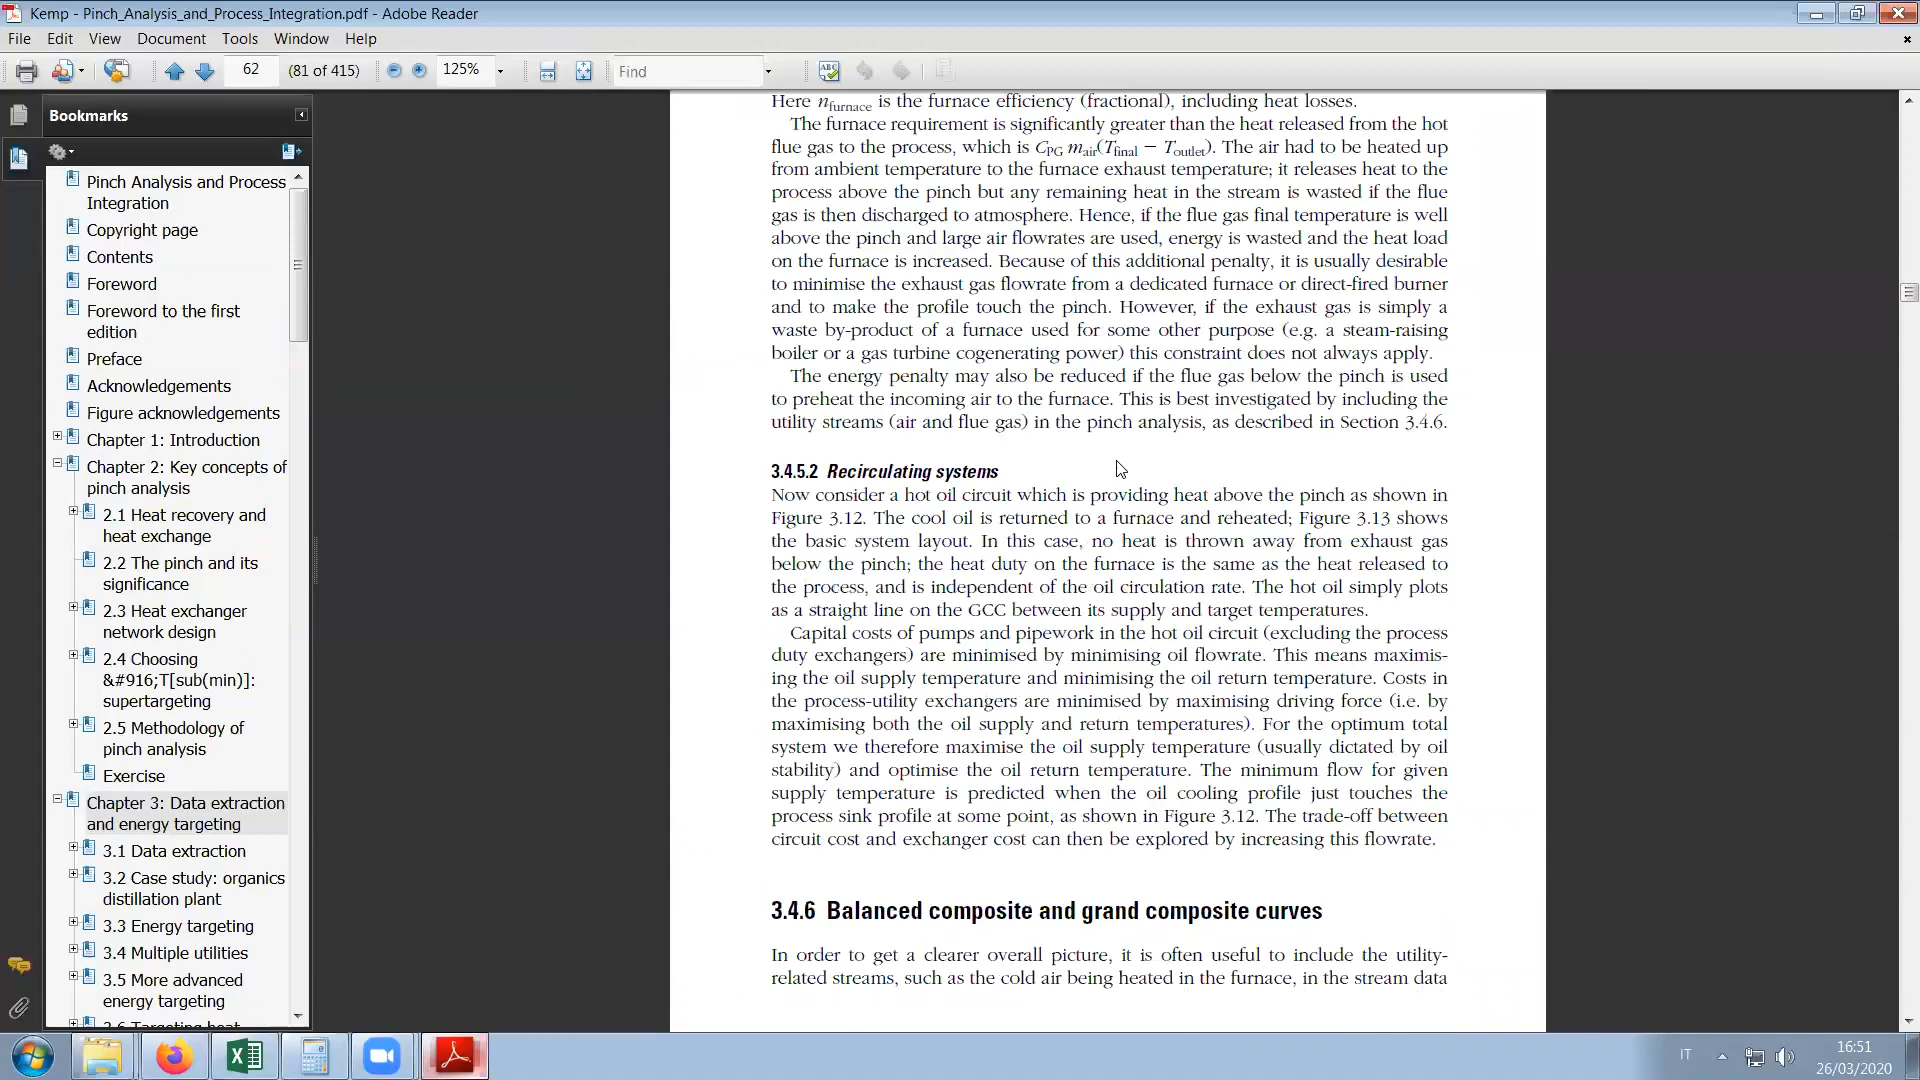 Kemp - Pinch_Analysis_and_Process_Integration.pdf - Adobe Reader
File Edit View Document Tools Window Help
62 (81 of 415) 125% Find
Bookmarks
Pinch Analysis and Process
Integration
Copyright page
Contents
Foreword
Foreword to the first
edition
Preface
Acknowledgements
Figure acknowledgements
Chapter 1: Introduction
Chapter 2: Key concepts of
pinch analysis
2.1 Heat recovery and
heat exchange
2.2 The pinch and its
significance
2.3 Heat exchanger
network design
2.4 Choosing
&#916;T[sub(min)]:
supertargeting
2.5 Methodology of
pinch analysis
Exercise
Chapter 3: Data extraction
and energy targeting
3.1 Data extraction
3.2 Case study: organics
distillation plant
3.3 Energy targeting
3.4 Multiple utilities
3.5 More advanced
energy targeting
3.6 Targeting heat
Here nfurnace is the furnace efficiency (fractional), including heat losses.
The furnace requirement is significantly greater than the heat released from the hot
flue gas to the process, which is CPG mair(Tfinal − Toutlet). The air had to be heated up
from ambient temperature to the furnace exhaust temperature; it releases heat to the
process above the pinch but any remaining heat in the stream is wasted if the flue
gas is then discharged to atmosphere. Hence, if the flue gas final temperature is well
above the pinch and large air flowrates are used, energy is wasted and the heat load
on the furnace is increased. Because of this additional penalty, it is usually desirable
to minimise the exhaust gas flowrate from a dedicated furnace or direct-fired burner
and to make the profile touch the pinch. However, if the exhaust gas is simply a
waste by-product of a furnace used for some other purpose (e.g. a steam-raising
boiler or a gas turbine cogenerating power) this constraint does not always apply.
The energy penalty may also be reduced if the flue gas below the pinch is used
to preheat the incoming air to the furnace. This is best investigated by including the
utility streams (air and flue gas) in the pinch analysis, as described in Section 3.4.6.
3.4.5.2 Recirculating systems
Now consider a hot oil circuit which is providing heat above the pinch as shown in
Figure 3.12. The cool oil is returned to a furnace and reheated; Figure 3.13 shows
the basic system layout. In this case, no heat is thrown away from exhaust gas
below the pinch; the heat duty on the furnace is the same as the heat released to
the process, and is independent of the oil circulation rate. The hot oil simply plots
as a straight line on the GCC between its supply and target temperatures.
Capital costs of pumps and pipework in the hot oil circuit (excluding the process
duty exchangers) are minimised by minimising oil flowrate. This means maximis-
ing the oil supply temperature and minimising the oil return temperature. Costs in
the process-utility exchangers are minimised by maximising driving force (i.e. by
maximising both the oil supply and return temperatures). For the optimum total
system we therefore maximise the oil supply temperature (usually dictated by oil
stability) and optimise the oil return temperature. The minimum flow for given
supply temperature is predicted when the oil cooling profile just touches the
process sink profile at some point, as shown in Figure 3.12. The trade-off between
circuit cost and exchanger cost can then be explored by increasing this flowrate.
3.4.6 Balanced composite and grand composite curves
In order to get a clearer overall picture, it is often useful to include the utility-
related streams, such as the cold air being heated in the furnace, in the stream data
IT
16:51
26/03/2020